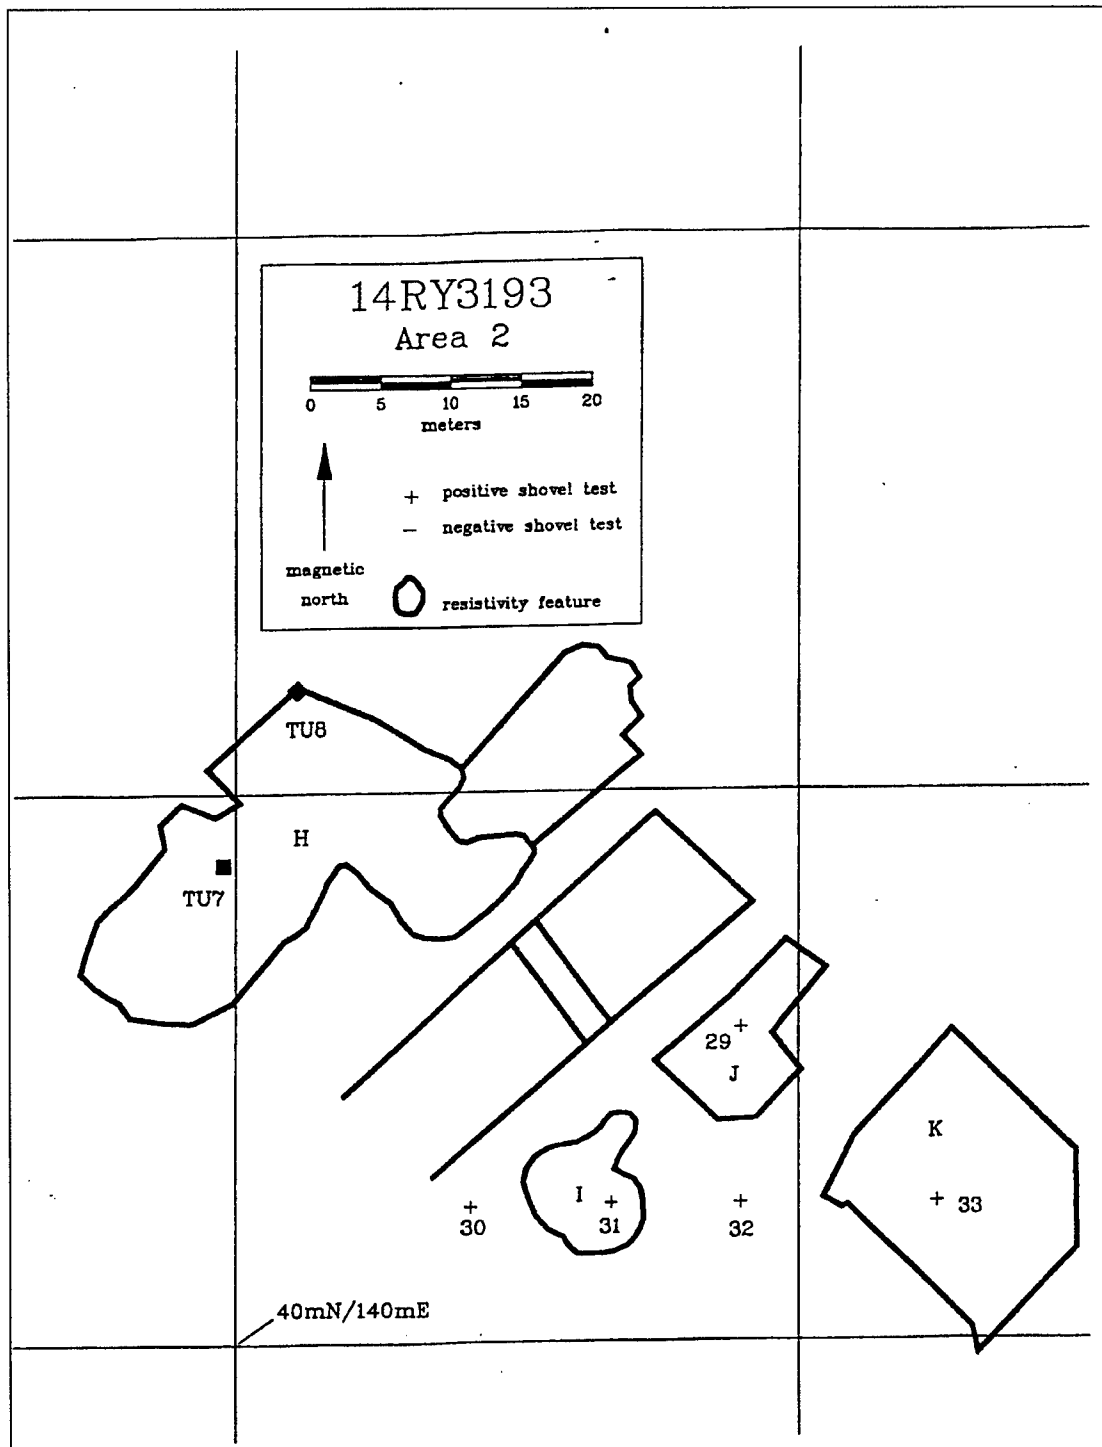 14RY3193
Area 2
0 5 10 15 20
meters
+ positive shovel test
− negative shovel test
magnetic
north
resistivity feature
TU8
H
TU7
29
J
K
I
30
31
32
33
40mN/140mE